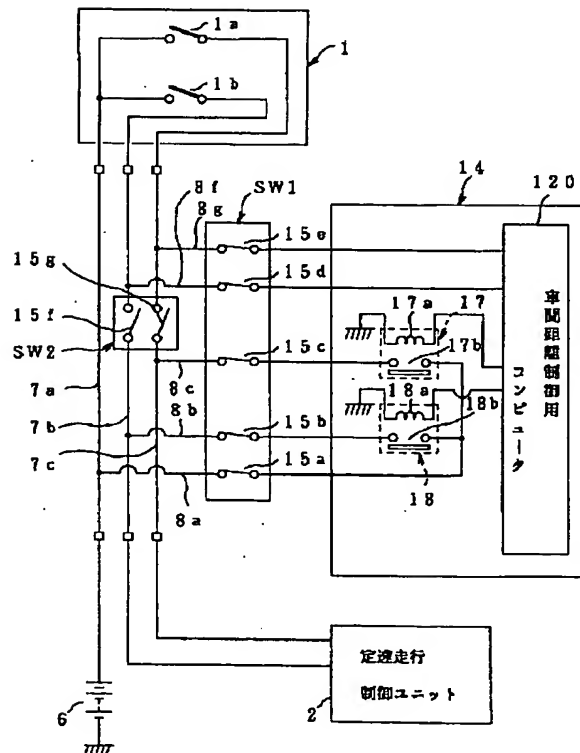 1a
1
1b
8f
SW1
8g
14
120
15e
15g
15d
17a
17
15f
17b
15c
SW2
8c
18a
7a
8b
18b
15b
7b
7c
15a
18
8a
車間距離制御用
コンピュータ
定速走行
制御ユニット
6
2